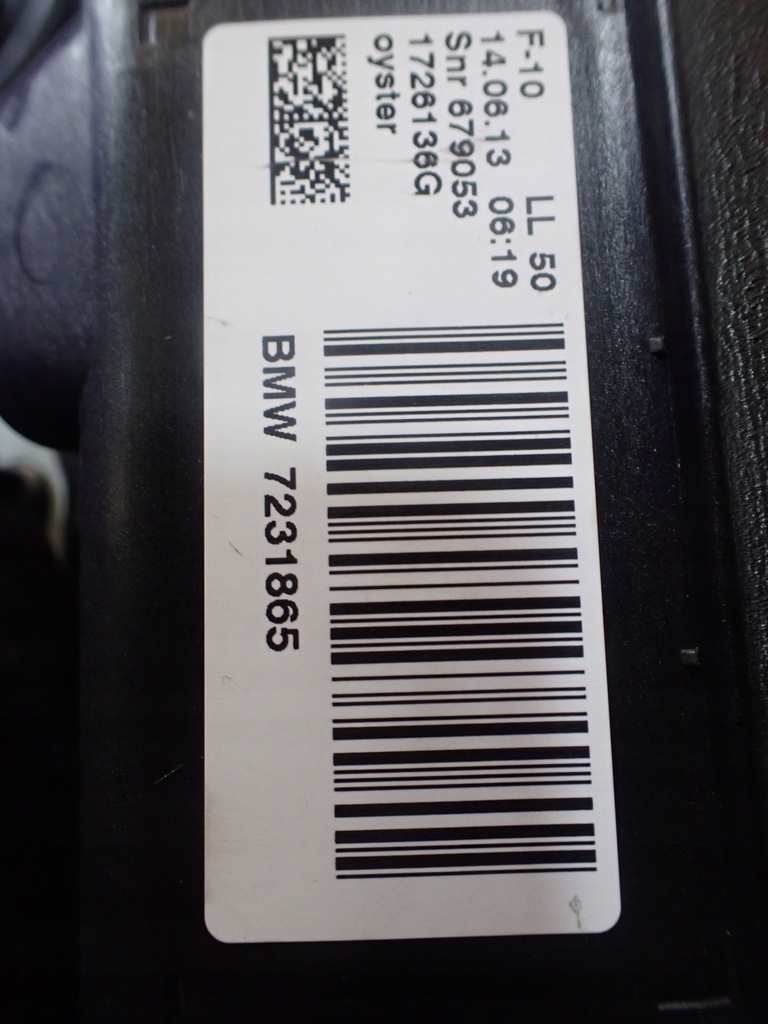 F-10 LL 50
14.06.13 06:19
Snr 679053
1726136G
oyster
BMW 7231865